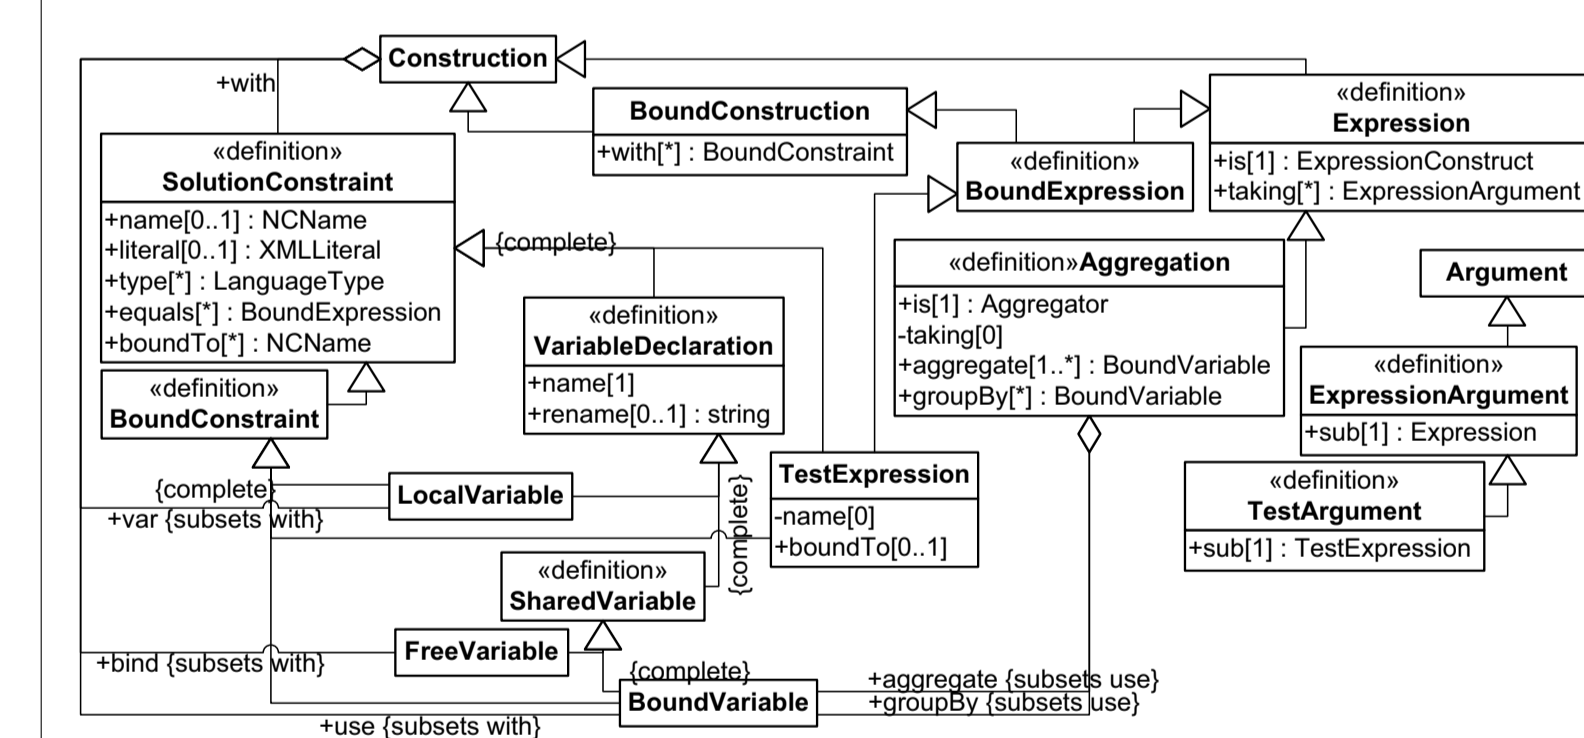 Construction
+with
BoundConstruction
+with[*] : BoundConstraint
«definition»
Expression
+is[1] : ExpressionConstruct
+taking[*] : ExpressionArgument
«definition»
SolutionConstraint
+name[0..1] : NCName
+literal[0..1] : XMLLiteral
+type[*] : LanguageType
+equals[*] : BoundExpression
+boundTo[*] : NCName
«definition»
BoundExpression
{complete}
«definition»Aggregation
+is[1] : Aggregator
-taking[0]
+aggregate[1..*] : BoundVariable
+groupBy[*] : BoundVariable
Argument
«definition»
VariableDeclaration
+name[1]
+rename[0..1] : string
«definition»
ExpressionArgument
+sub[1] : Expression
«definition»
BoundConstraint
{complete}
LocalVariable
+var {subsets with}
TestExpression
-name[0]
+boundTo[0..1]
{complete}
«definition»
TestArgument
+sub[1] : TestExpression
«definition»
SharedVariable
FreeVariable
+bind {subsets with}
{complete}
BoundVariable
+aggregate {subsets use}
+groupBy {subsets use}
+use {subsets with}